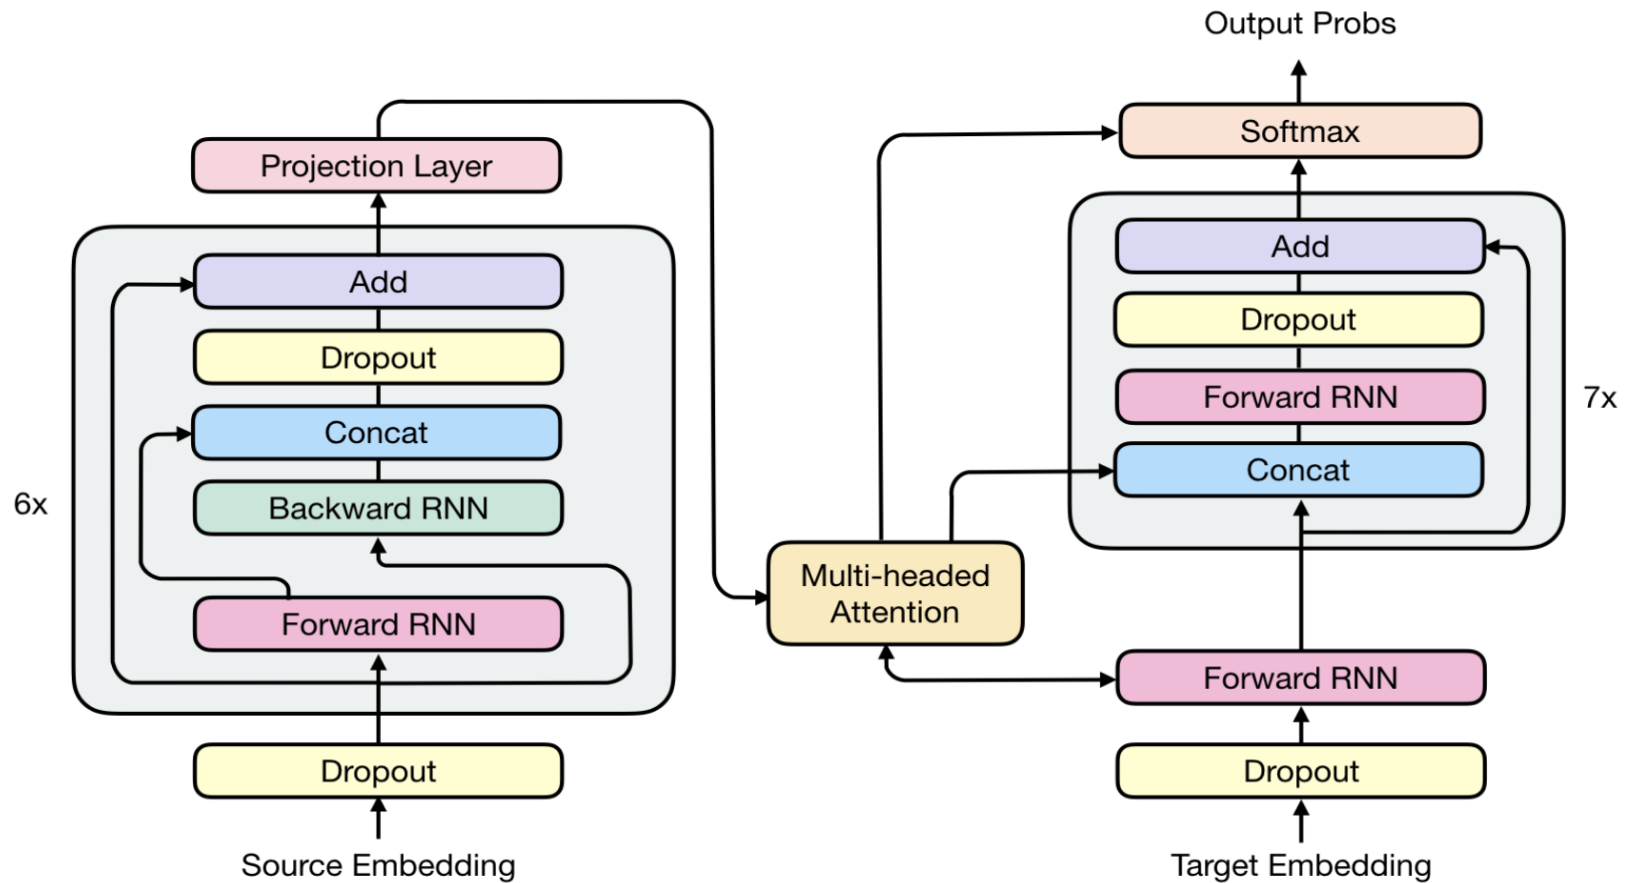 Output Probs
Softmax
Projection Layer
Add
Dropout
Concat
Backward RNN
Forward RNN
Dropout
Source Embedding
6x
Multi-headed
Attention
Add
Dropout
Forward RNN
Concat
7x
Forward RNN
Dropout
Target Embedding